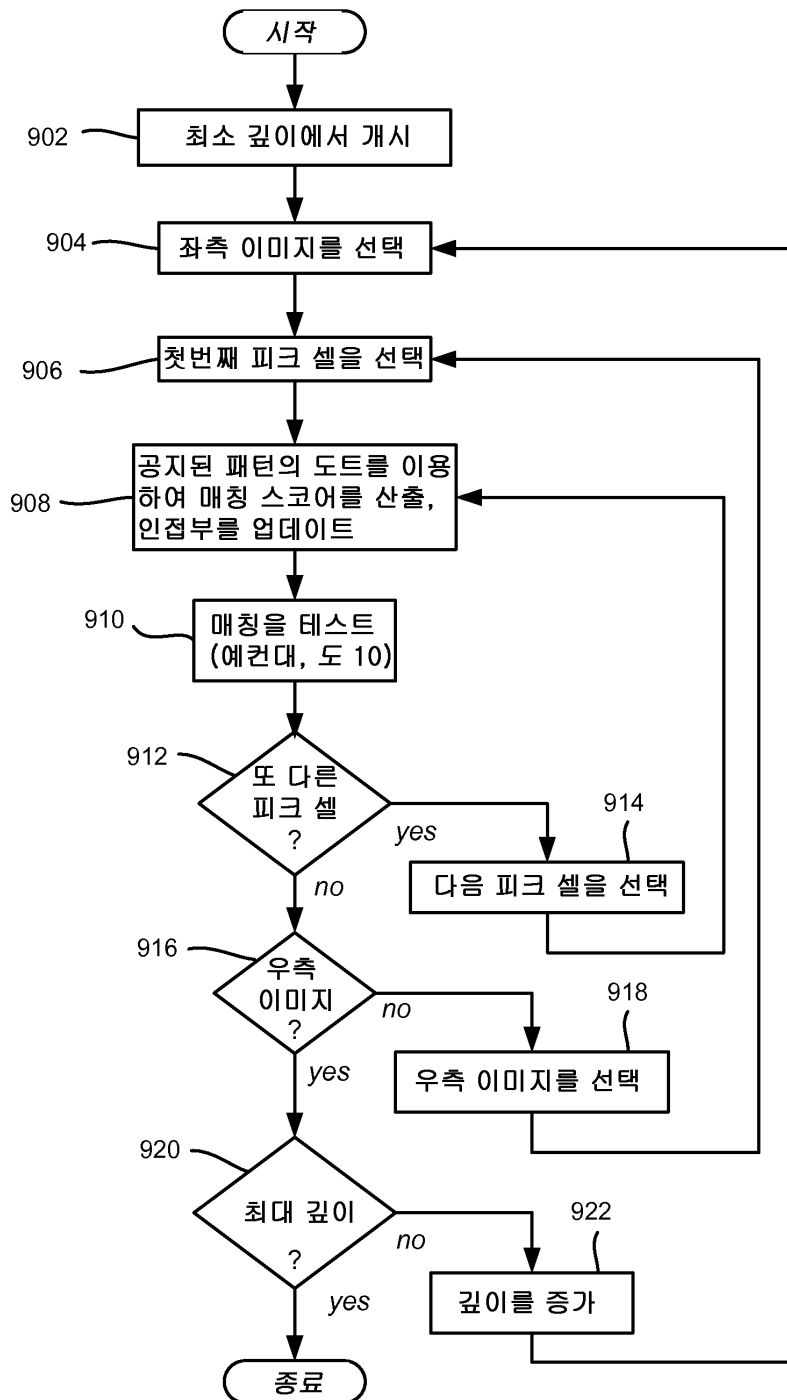 시작
902
최소 깊이에서 개시
904
좌측 이미지를 선택
906
첫번째 피크 셀을 선택
908
공지된 패턴의 도트를 이용
하여 매칭 스코어를 산출,
인접부를 업데이트
910
매칭을 테스트
(예컨대, 도 10)
912
또 다른
피크 셀
?
yes
914
다음 피크 셀을 선택
no
916
우측
이미지
?
no
918
우측 이미지를 선택
yes
920
최대 깊이
?
no
922
깊이를 증가
yes
종료